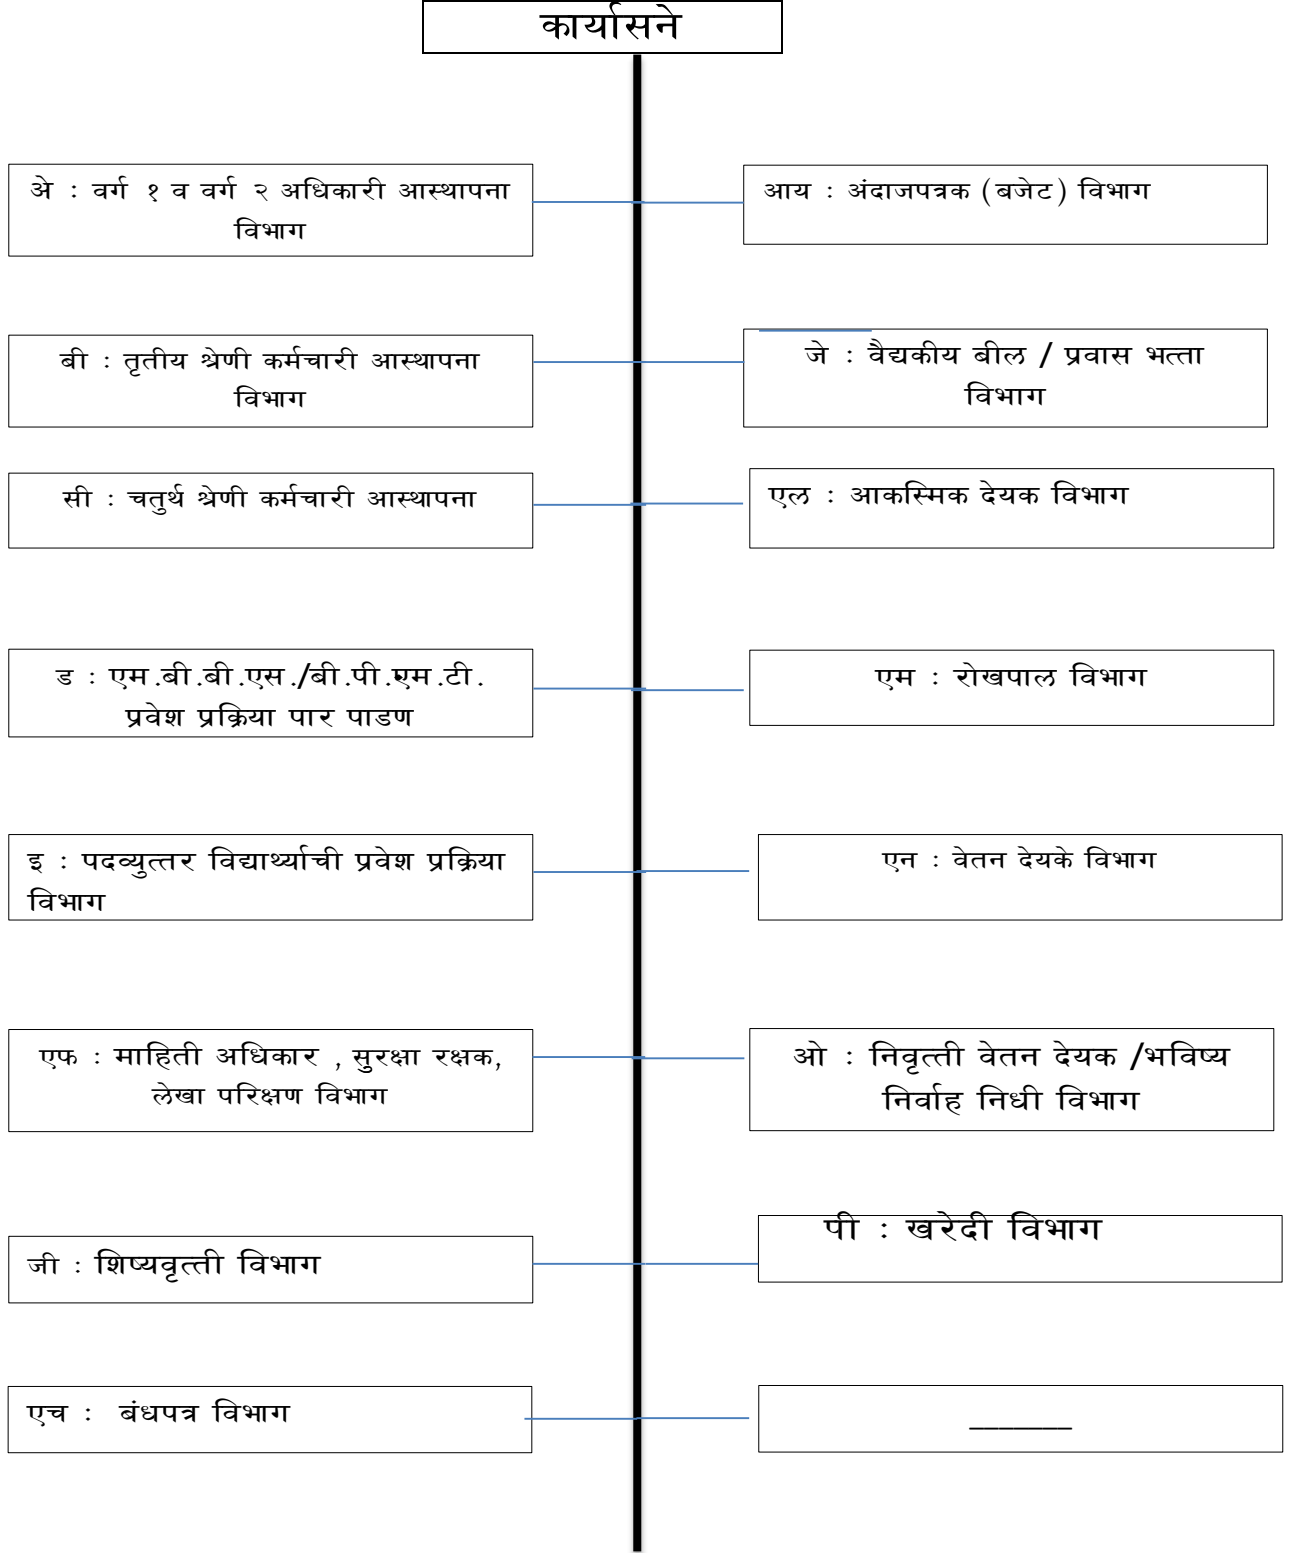 कार्यासने
अे : वर्ग १ व वर्ग २ अधिकारी आस्थापना
विभाग
आय : अंदाजपत्रक (बजेट) विभाग
बी : तृतीय श्रेणी कर्मचारी आस्थापना
विभाग
जे : वैद्यकीय बील / प्रवास भत्ता
विभाग
सी : चतुर्थ श्रेणी कर्मचारी आस्थापना
एल : आकस्मिक देयक विभाग
ड : एम.बी.बी.एस./बी.पी.एम.टी.
प्रवेश प्रक्रिया पार पाडण
एम : रोखपाल विभाग
इ : पदव्युत्तर विद्यार्थ्याची प्रवेश प्रक्रिया
विभाग
एन : वेतन देयके विभाग
एफ : माहिती अधिकार , सुरक्षा रक्षक,
लेखा परिक्षण विभाग
ओ : निवृत्ती वेतन देयक /भविष्य
निर्वाह निधी विभाग
जी : शिष्यवृत्ती विभाग
पी : खरेदी विभाग
एच : बंधपत्र विभाग
_______